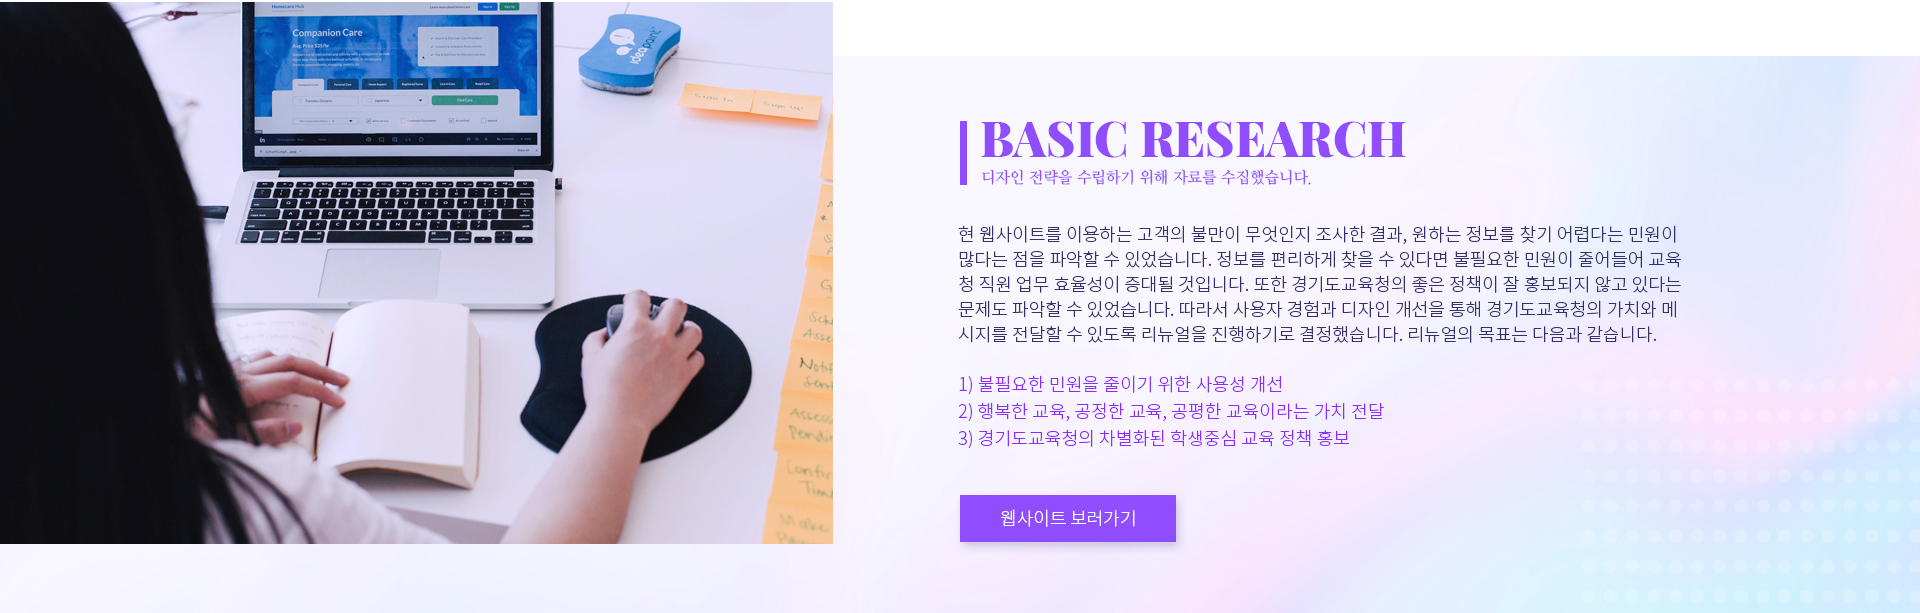 Homecare Hub
Companion Care
Avg. Price $35/hr
ideapaint
BASIC RESEARCH
디자인 전략을 수립하기 위해 자료를 수집했습니다.
현 웹사이트를 이용하는 고객의 불만이 무엇인지 조사한 결과, 원하는 정보를 찾기 어렵다는 민원이
많다는 점을 파악할 수 있었습니다. 정보를 편리하게 찾을 수 있다면 불필요한 민원이 줄어들어 교육
청 직원 업무 효율성이 증대될 것입니다. 또한 경기도교육청의 좋은 정책이 잘 홍보되지 않고 있다는
문제도 파악할 수 있었습니다. 따라서 사용자 경험과 디자인 개선을 통해 경기도교육청의 가치와 메
시지를 전달할 수 있도록 리뉴얼을 진행하기로 결정했습니다. 리뉴얼의 목표는 다음과 같습니다.
1) 불필요한 민원을 줄이기 위한 사용성 개선
2) 행복한 교육, 공정한 교육, 공평한 교육이라는 가치 전달
3) 경기도교육청의 차별화된 학생중심 교육 정책 홍보
웹사이트 보러가기